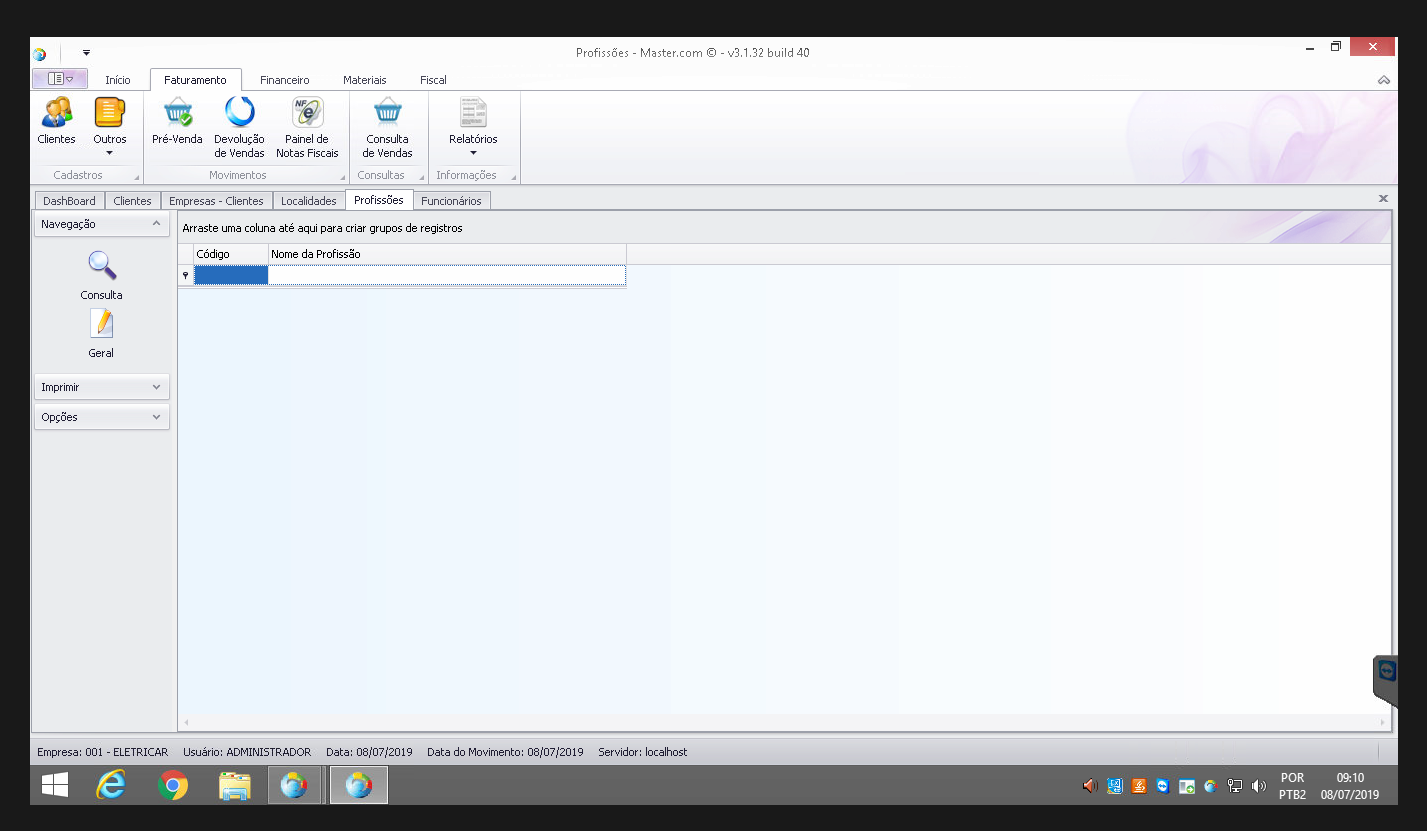 Profissões - Master.com © - v3.1.32 build 40
Início Faturamento Financeiro Materiais Fiscal
Clientes Outros Pré-Venda Devolução de Vendas Painel de Notas Fiscais Consulta de Vendas Relatórios
Cadastros Movimentos Consultas Informações
DashBoard Clientes Empresas - Clientes Localidades Profissões Funcionários
Navegação
Arraste uma coluna até aqui para criar grupos de registros
Código Nome da Profissão
Consulta
Geral
Imprimir
Opções
Empresa: 001 - ELETRICAR Usuário: ADMINISTRADOR Data: 08/07/2019 Data do Movimento: 08/07/2019 Servidor: localhost
POR 09:10
PTB2 08/07/2019